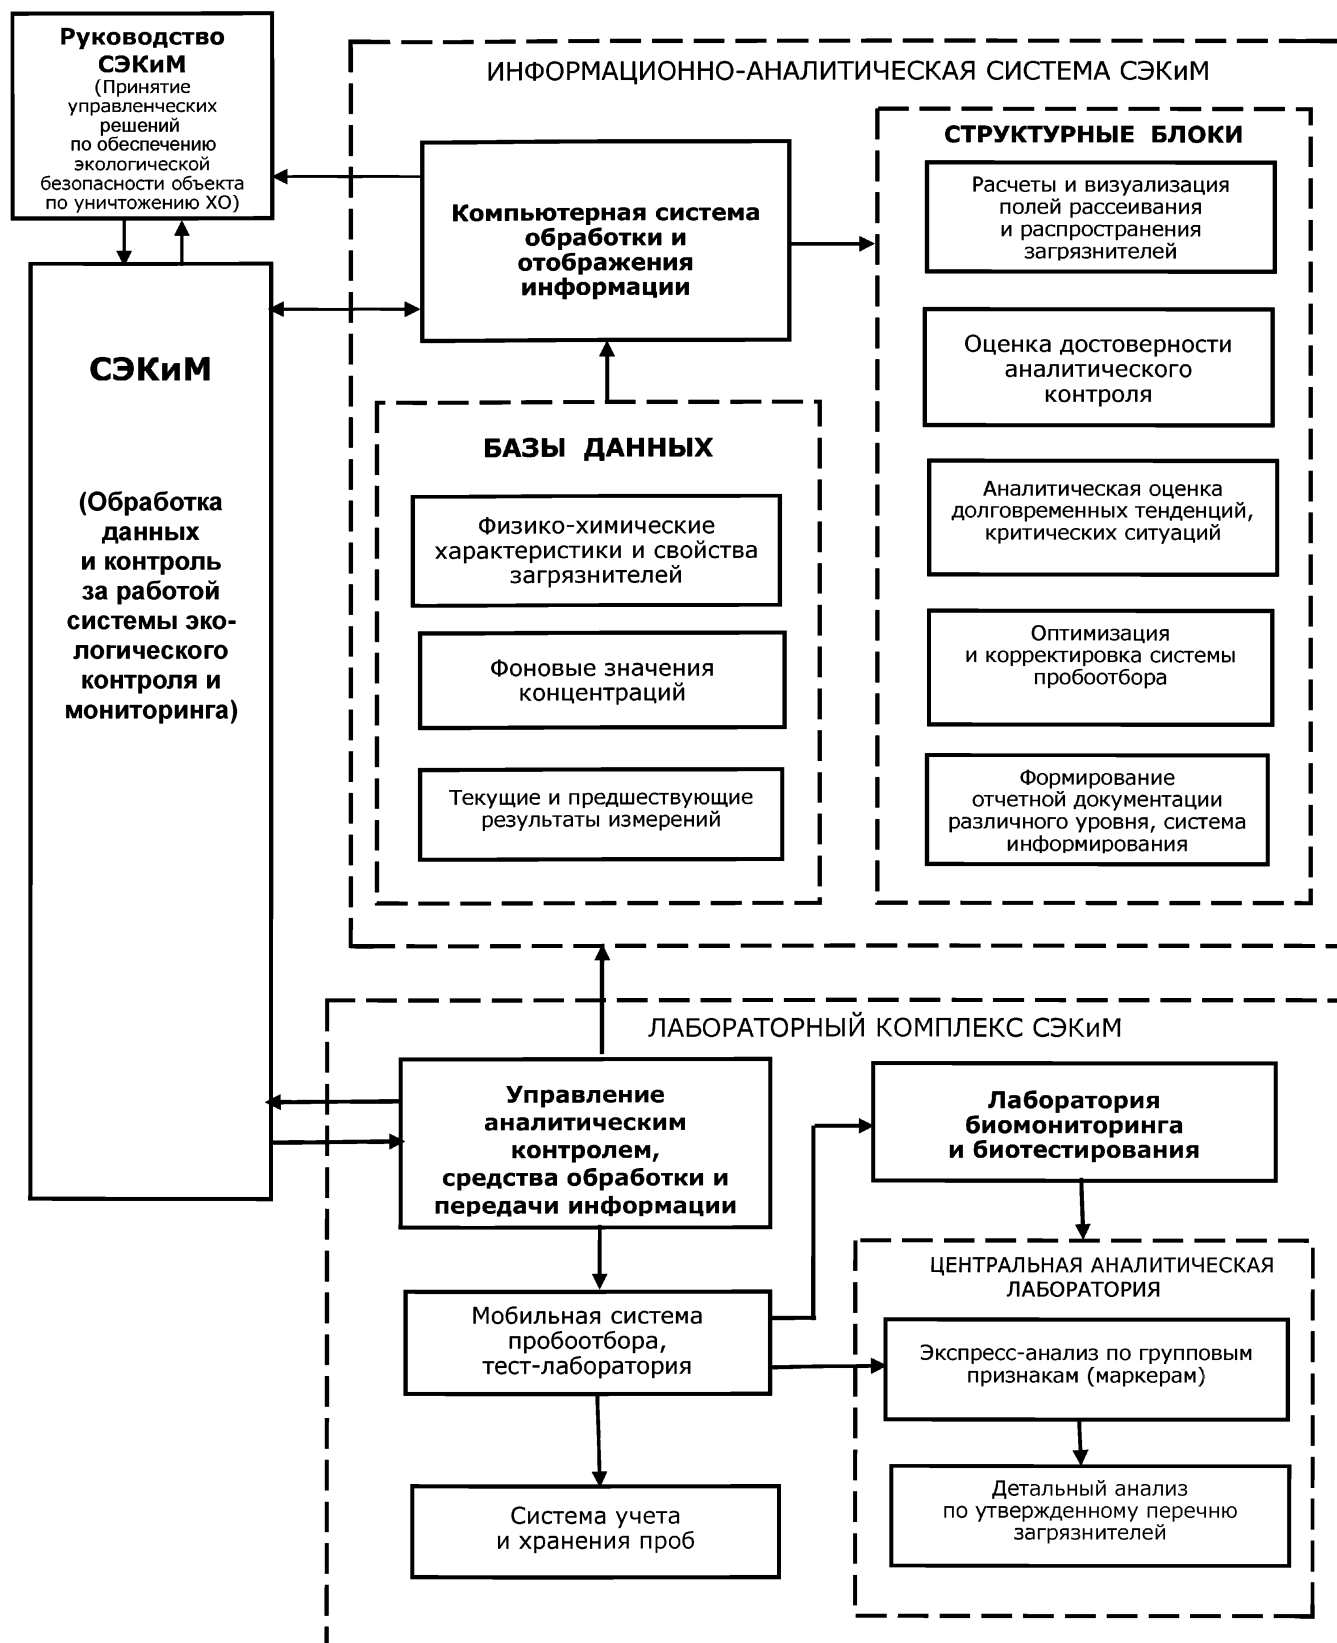 Руководство
СЭКиМ
(Принятие
управленческих
решений
по обеспечению
экологической
безопасности объекта
по уничтожению ХО)
СЭКиМ
(Обработка
данных
и контроль
за работой
системы эко-
логического
контроля и
мониторинга)
ИНФОРМАЦИОННО-АНАЛИТИЧЕСКАЯ СИСТЕМА СЭКиМ
Компьютерная система
обработки и
отображения
информации
БАЗЫ ДАННЫХ
Физико-химические
характеристики и свойства
загрязнителей
Фоновые значения
концентраций
Текущие и предшествующие
результаты измерений
СТРУКТУРНЫЕ БЛОКИ
Расчеты и визуализация
полей рассеивания
и распространения
загрязнителей
Оценка достоверности
аналитического
контроля
Аналитическая оценка
долговременных тенденций,
критических ситуаций
Оптимизация
и корректировка системы
пробоотбора
Формирование
отчетной документации
различного уровня, система
информирования
ЛАБОРАТОРНЫЙ КОМПЛЕКС СЭКиМ
Управление
аналитическим
контролем,
средства обработки и
передачи информации
Мобильная система
пробоотбора,
тест-лаборатория
Система учета
и хранения проб
Лаборатория
биомониторинга
и биотестирования
ЦЕНТРАЛЬНАЯ АНАЛИТИЧЕСКАЯ
ЛАБОРАТОРИЯ
Экспресс-анализ по групповым
признакам (маркерам)
Детальный анализ
по утвержденному перечню
загрязнителей